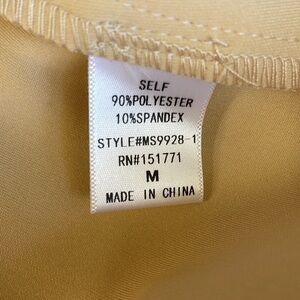 SELF
90%POLYESTER
10%SPANDEX
STYLE#MS9928-1
RN#151771
M
MADE IN CHINA